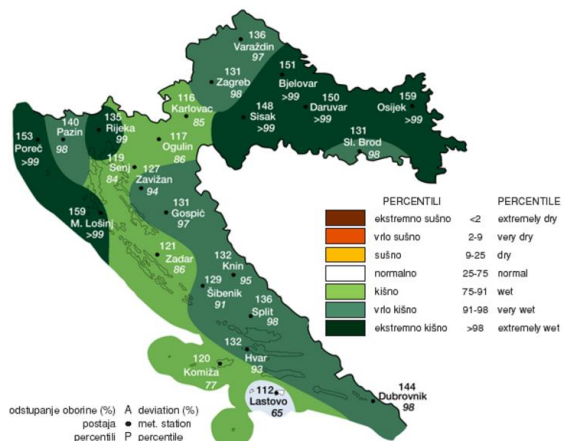 136
Varaždin
97
131
Zagreb
98
151
Bjelovar
>99
116
Karlovac
85
148
Sisak
>99
150
Daruvar
>99
159
Osijek
>99
131
Sl. Brod
98
153
Poreč
>99
140
Pazin
98
135
Rijeka
99
117
Ogulin
86
119
Senj
84
127
Zavižan
94
131
Gospić
97
159
M. Lošinj
>99
121
Zadar
86
132
Knin
95
129
Šibenik
91
136
Split
98
132
Hvar
93
120
Komiža
77
112
Lastovo
65
144
Dubrovnik
98
PERCENTILI PERCENTILE
ekstremno sušno <2 extremely dry
vrlo sušno 2-9 very dry
sušno 9-25 dry
normalno 25-75 normal
kišno 75-91 wet
vrlo kišno 91-98 very wet
ekstremno kišno >98 extremely wet
odstupanje oborine (%) A deviation (%)
postaja ● met. station
percentili P percentile